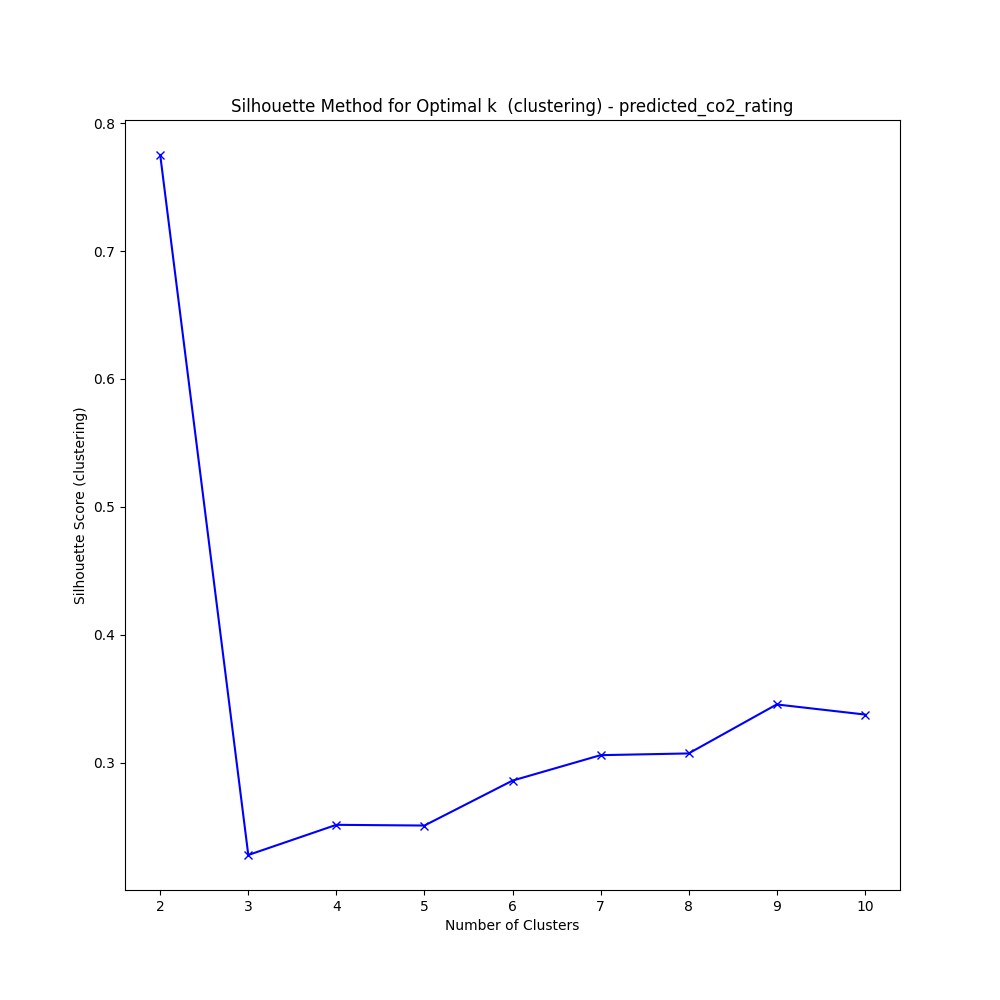 Silhouette Method for Optimal k  (clustering) - predicted_co2_rating
0.8
0.7
0.6
0.5
0.4
0.3
Silhouette Score (clustering)
2 3 4 5 6 7 8 9 10
Number of Clusters